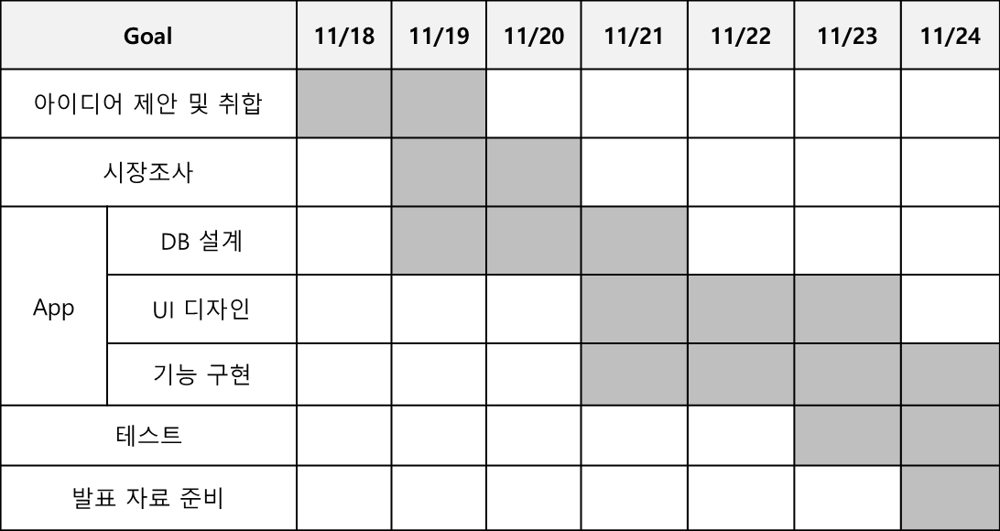 Goal 11/18 11/19 11/20 11/21 11/22 11/23 11/24
아이디어 제안 및 취합
시장조사
App
DB 설계
UI 디자인
기능 구현
테스트
발표 자료 준비